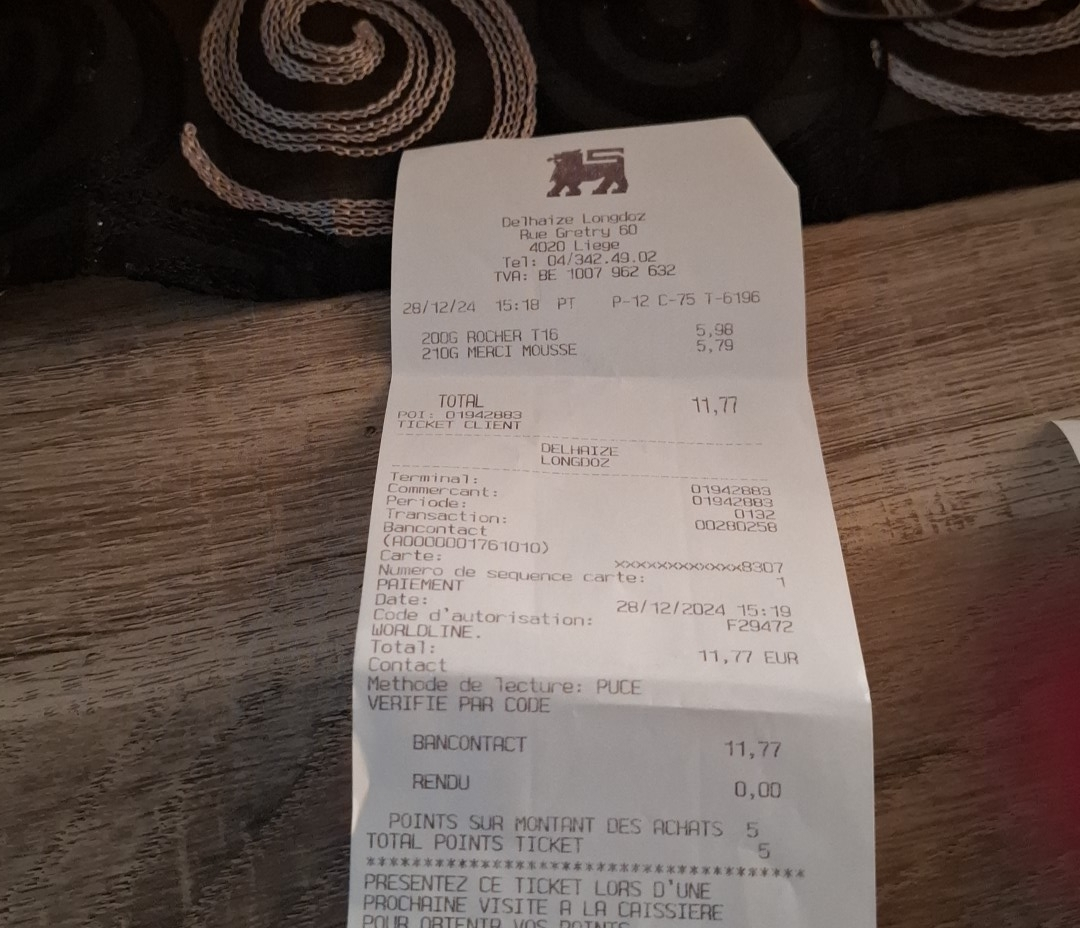 Delhaize Longdoz
Rue Gretry 60
4020 Liege
Tel: 04/342.49.02
TVA: BE 1007 962 632
28/12/24 15:18 PT P-12 C-75 T-6196
200G ROCHER T16 5,98
210G MERCI MOUSSE 5,79
TOTAL 11,77
POI: 01942883
TICKET CLIENT
DELHAIZE
LONGDOZ
Terminal: 01942883
Commercant: 01942883
Periode: 0132
Transaction: 00280258
Bancontact
(A0000001761010)
Carte: xxxxxxxxxxxxx8307
Numero de sequence carte: 1
PAIEMENT
Date: 28/12/2024 15:19
Code d'autorisation: F29472
WORLDLINE.
Total: 11,77 EUR
Contact
Methode de lecture: PUCE
VERIFIE PAR CODE
BANCONTACT 11,77
RENDU 0,00
POINTS SUR MONTANT DES ACHATS 5
TOTAL POINTS TICKET 5
****************************************
PRESENTEZ CE TICKET LORS D'UNE
PROCHAINE VISITE A LA CAISSIERE
POUR OBTENIR VOS POINTS